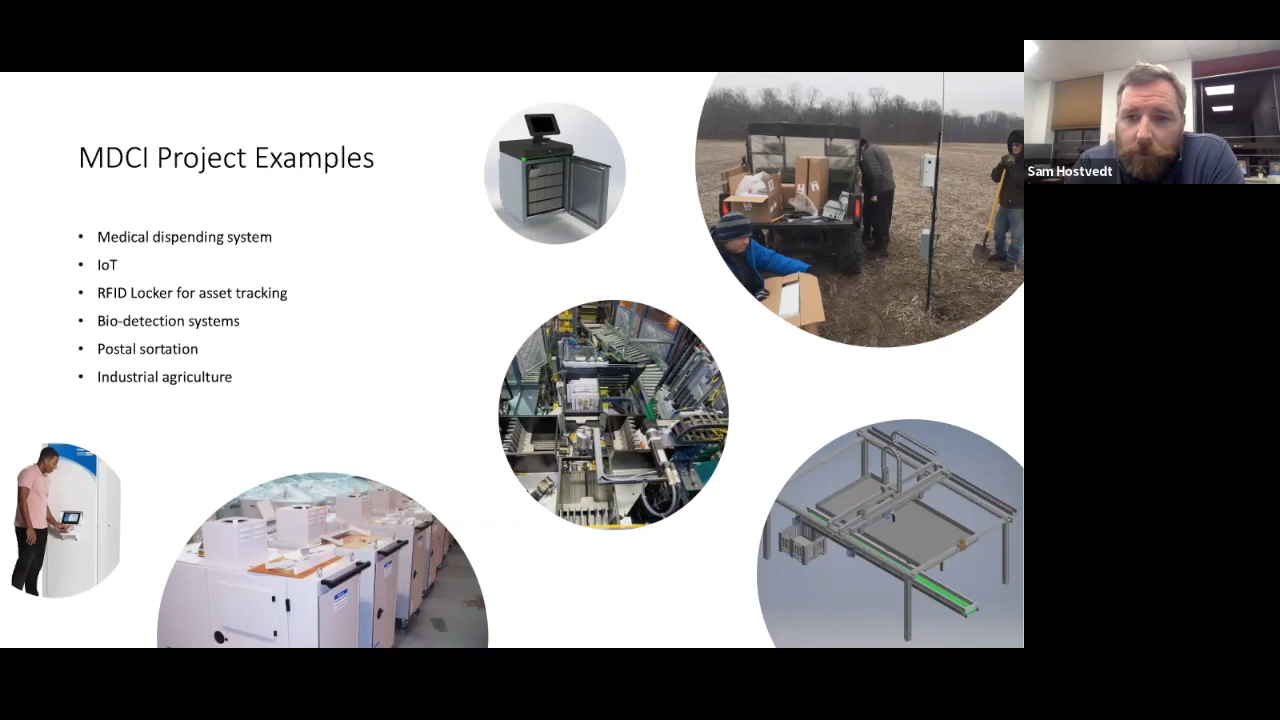 MDCI Project Examples
• Medical dispending system
• IoT
• RFID Locker for asset tracking
• Bio-detection systems
• Postal sortation
• Industrial agriculture
Sam Hostvedt